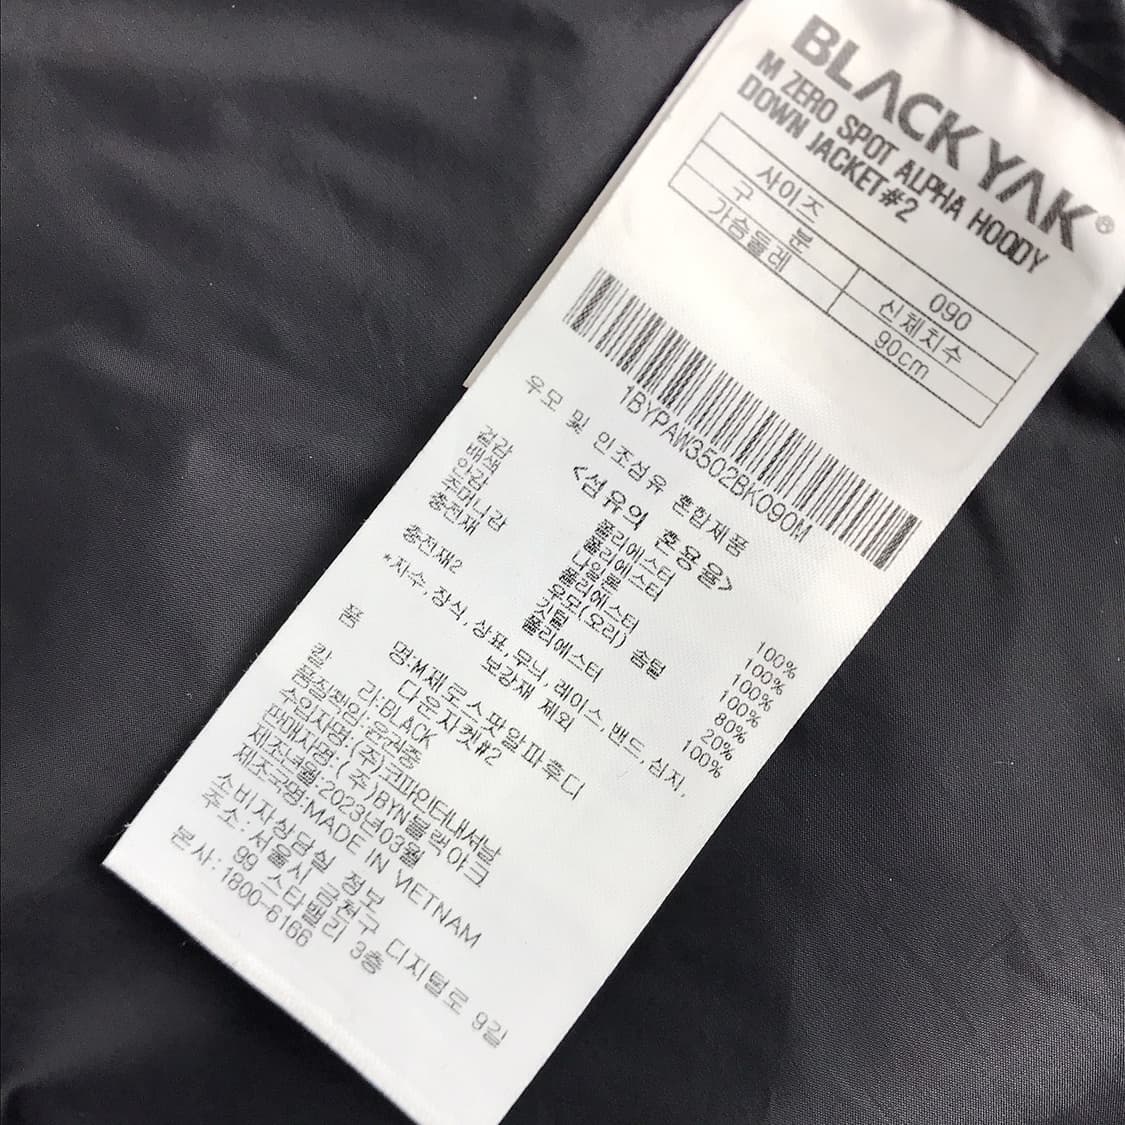 BLACKYAK®
M ZERO SPOT ALPHA HOODY
DOWN JACKET#2
사이즈 090
구 분 신체치수
가슴둘레 90cm
1BYPAW3502BK090M
우모 및 인조섬유 혼합제품
<섬유의 혼용율>
겉감 폴리에스터 100%
배색 폴리에스터 100%
안감 나일론 100%
주머니감 폴리에스터 100%
충전재 우모(오리) 솜털 80%
깃털 20%
충전재2 폴리에스터 100%
*자수, 장식, 상표, 무늬, 레이스, 밴드, 심지,
보강재 제외
품 명:M제로스팟알파후디
다운자켓#2
칼 라:BLACK
품질책임:윤권중
수입자명:(주)코파인터내셔날
판매자명:(주)BYN블랙야크
제조년월:2023년03월
제조국명:MADE IN VIETNAM
소비자상담실 정보
주소:서울시 금천구 디지털로 9길
99 스타밸리 3층
본사:1800-6166